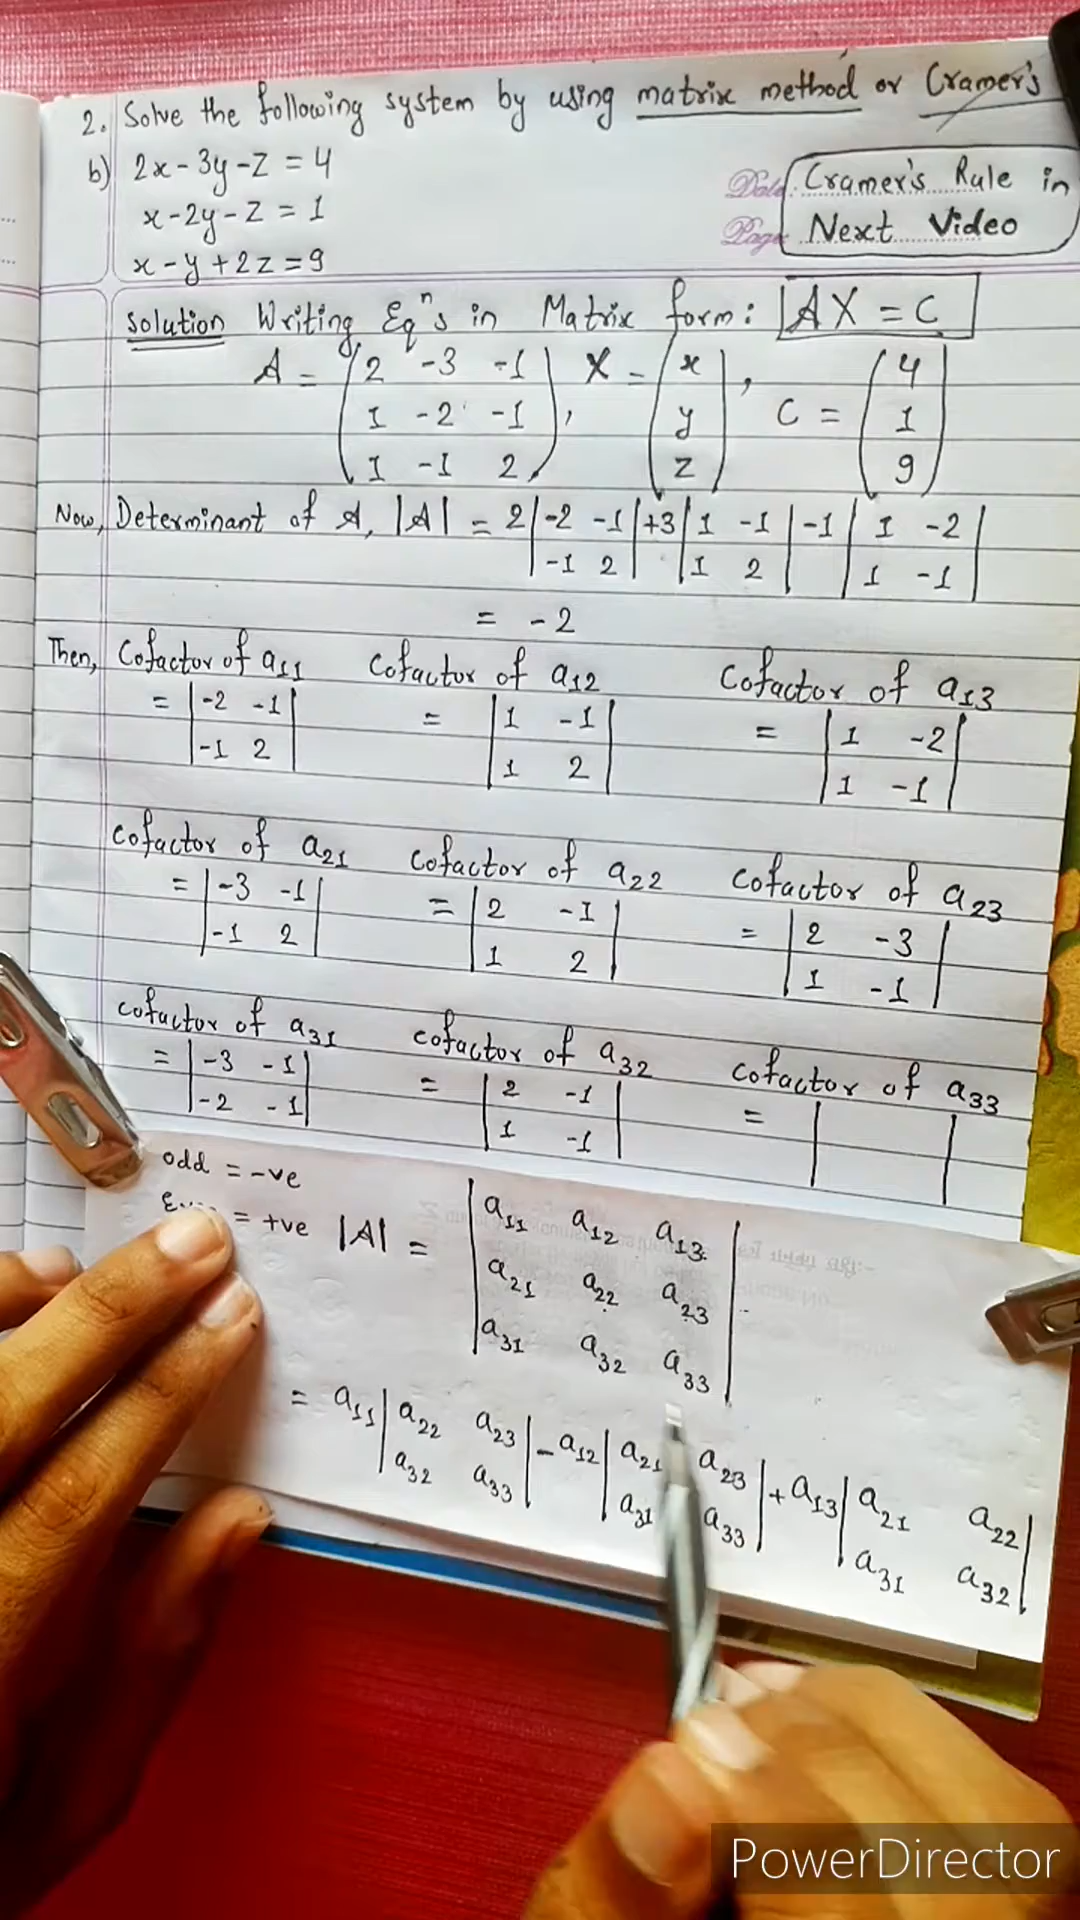 2. Solve the following system by using matrix method or Cramer's
b) 2x - 3y - z = 4
x - 2y - z = 1
x - y + 2z = 9
Date: Cramer's Rule in
Page: Next Video
Solution Writing Eqⁿ's in Matrix form: AX = C
A = (2 -3 -1), X = (x), C = (4)
1 -2 -1 y 1
1 -1 2 z 9
Now, Determinant of A, |A| = 2 |-2 -1| +3 |1 -1| -1 |1 -2|
|-1 2| |1 2| |1 -1|
= -2
Then, Cofactor of a11 Cofactor of a12 Cofactor of a13
= |-2 -1| = |1 -1| = |1 -2|
|-1 2| |1 2| |1 -1|
Cofactor of a21 Cofactor of a22 Cofactor of a23
= |-3 -1| = |2 -1| = |2 -3|
|-1 2| |1 2| |1 -1|
Cofactor of a31 Cofactor of a32 Cofactor of a33
= |-3 -1| = |2 -1| = | |
|-2 -1| |1 -1| | |
odd = -ve
= +ve |A| = |a11 a12 a13|
|a21 a22 a23|
|a31 a32 a33|
= a11 |a22 a23| - a12 |a21 a23| + a13 |a21 a22|
|a32 a33| |a31 a33| |a31 a32|
PowerDirector